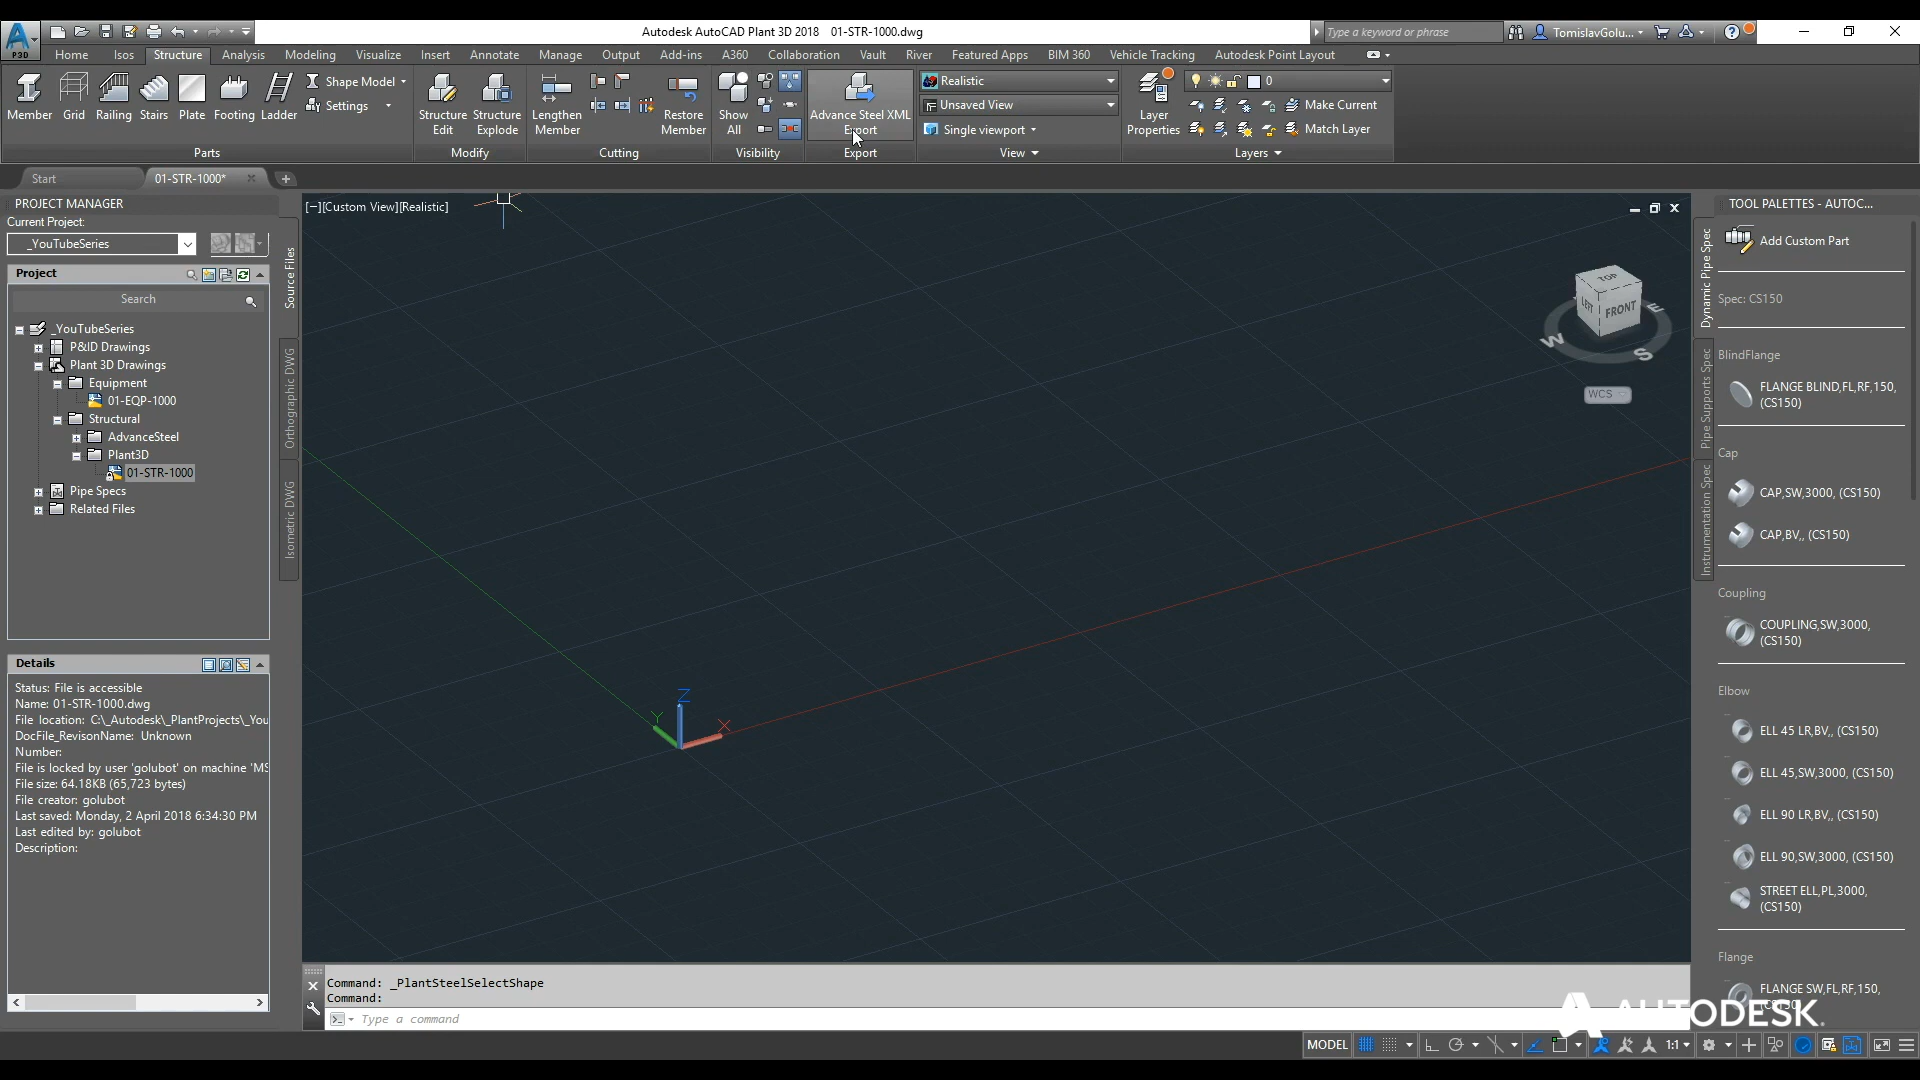 Autodesk AutoCAD Plant 3D 2018 01-STR-1000.dwg
Type a keyword or phrase
TomislavGolu...
P3D
Home Isos Structure Analysis Modeling Visualize Insert Annotate Manage Output Add-ins A360 Collaboration Vault River Featured Apps BIM 360 Vehicle Tracking Autodesk Point Layout
Member Grid Railing Stairs Plate Footing Ladder
Shape Model
Settings
Structure Edit
Structure Explode
Lengthen Member
Restore Member
Show All
Advance Steel XML Export
Realistic
Unsaved View
Single viewport
Layer Properties
0
Make Current
Match Layer
Parts Modify Cutting Visibility Export View Layers
Start
01-STR-1000*
PROJECT MANAGER
Current Project:
_YouTubeSeries
Project
Search
_YouTubeSeries
P&ID Drawings
Plant 3D Drawings
Equipment
01-EQP-1000
Structural
AdvanceSteel
Plant3D
01-STR-1000
Pipe Specs
Related Files
Source Files
Orthographic DWG
Isometric DWG
Details
Status: File is accessible
Name: 01-STR-1000.dwg
File location: C:\_Autodesk\_PlantProjects\_You
DocFile_RevisonName: Unknown
Number:
File is locked by user 'golubot' on machine 'MS
File size: 64.18KB (65,723 bytes)
File creator: golubot
Last saved: Monday, 2 April 2018 6:34:30 PM
Last edited by: golubot
Description:
[−][Custom View][Realistic]
TOP
LEFT
FRONT
W
S
E
WCS
Z
Y
X
Command: _PlantSteelSelectShape
Command:
Type a command
TOOL PALETTES - AUTOC...
Dynamic Pipe Spec
Pipe Supports Spec
Instrumentation Spec
Add Custom Part
Spec: CS150
BlindFlange
FLANGE BLIND,FL,RF,150,
(CS150)
Cap
CAP,SW,3000, (CS150)
CAP,BV,, (CS150)
Coupling
COUPLING,SW,3000,
(CS150)
Elbow
ELL 45 LR,BV,, (CS150)
ELL 45,SW,3000, (CS150)
ELL 90 LR,BV,, (CS150)
ELL 90,SW,3000, (CS150)
STREET ELL,PL,3000,
(CS150)
Flange
FLANGE SW,FL,RF,150,
AUTODESK.
MODEL
1:1